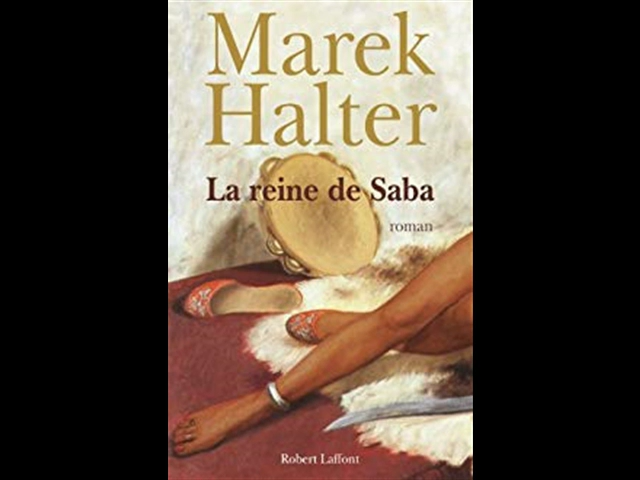 Marek
Halter
La reine de Saba
roman
Robert Laffont